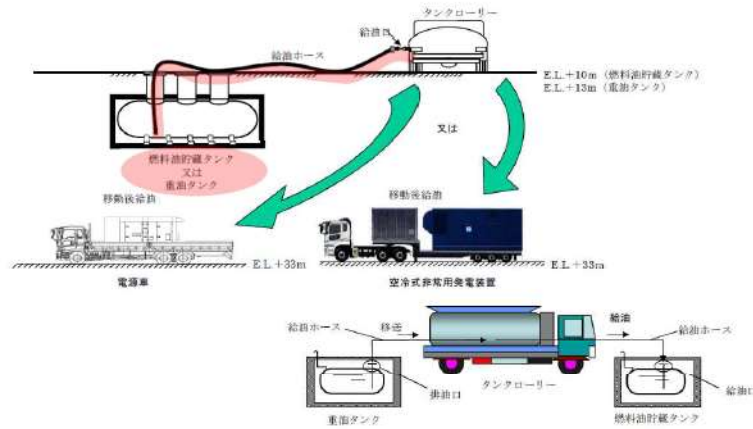 タンクローリー
給油口
給油ホース
E.L.+10m（燃料油貯蔵タンク）
E.L.+13m（重油タンク）
又は
燃料油貯蔵タンク
又は
重油タンク
移動後給油
移動後給油
E.L.+33m
E.L.+33m
電源車
空冷式非常用発電装置
給油ホース
移送
給油
給油ホース
排油口
タンクローリー
給油口
重油タンク
燃料油貯蔵タンク